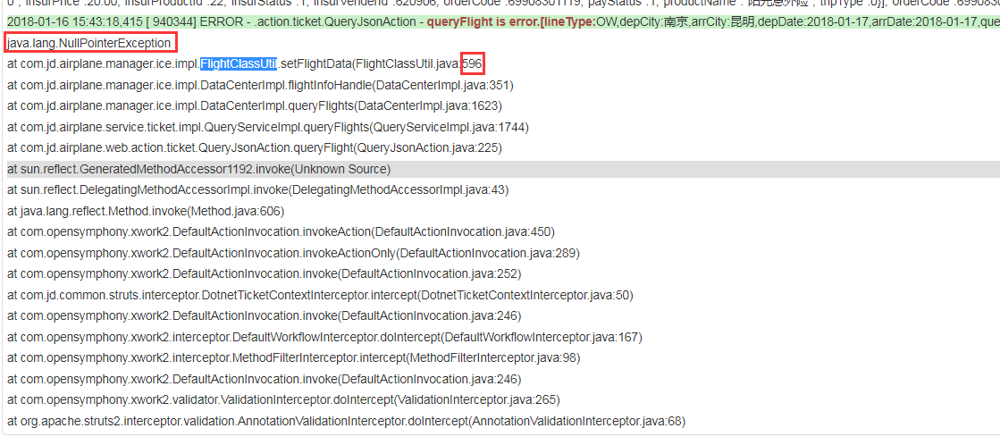 0 , insurPrice :20.00, insurProductId :22, insurStatus :1, insurVenderId :620906, orderCode :69908301119, payStatus :1, productName : 阳光意外险 , tripType :0}], orderCode :69908
2018-01-16 15:43:18,415 [ 940344] ERROR - .action.ticket.QueryJsonAction - queryFlight is error.[lineType:OW,depCity:南京,arrCity:昆明,depDate:2018-01-17,arrDate:2018-01-17,que
java.lang.NullPointerException
at com.jd.airplane.manager.ice.impl.FlightClassUtil.setFlightData(FlightClassUtil.java:596)
at com.jd.airplane.manager.ice.impl.DataCenterImpl.flightInfoHandle(DataCenterImpl.java:351)
at com.jd.airplane.manager.ice.impl.DataCenterImpl.queryFlights(DataCenterImpl.java:1623)
at com.jd.airplane.service.ticket.impl.QueryServiceImpl.queryFlights(QueryServiceImpl.java:1744)
at com.jd.airplane.web.action.ticket.QueryJsonAction.queryFlight(QueryJsonAction.java:225)
at sun.reflect.GeneratedMethodAccessor1192.invoke(Unknown Source)
at sun.reflect.DelegatingMethodAccessorImpl.invoke(DelegatingMethodAccessorImpl.java:43)
at java.lang.reflect.Method.invoke(Method.java:606)
at com.opensymphony.xwork2.DefaultActionInvocation.invokeAction(DefaultActionInvocation.java:450)
at com.opensymphony.xwork2.DefaultActionInvocation.invokeActionOnly(DefaultActionInvocation.java:289)
at com.opensymphony.xwork2.DefaultActionInvocation.invoke(DefaultActionInvocation.java:252)
at com.jd.common.struts.interceptor.DotnetTicketContextInterceptor.intercept(DotnetTicketContextInterceptor.java:50)
at com.opensymphony.xwork2.DefaultActionInvocation.invoke(DefaultActionInvocation.java:246)
at com.opensymphony.xwork2.interceptor.DefaultWorkflowInterceptor.doIntercept(DefaultWorkflowInterceptor.java:167)
at com.opensymphony.xwork2.interceptor.MethodFilterInterceptor.intercept(MethodFilterInterceptor.java:98)
at com.opensymphony.xwork2.DefaultActionInvocation.invoke(DefaultActionInvocation.java:246)
at com.opensymphony.xwork2.validator.ValidationInterceptor.doIntercept(ValidationInterceptor.java:265)
at org.apache.struts2.interceptor.validation.AnnotationValidationInterceptor.doIntercept(AnnotationValidationInterceptor.java:68)